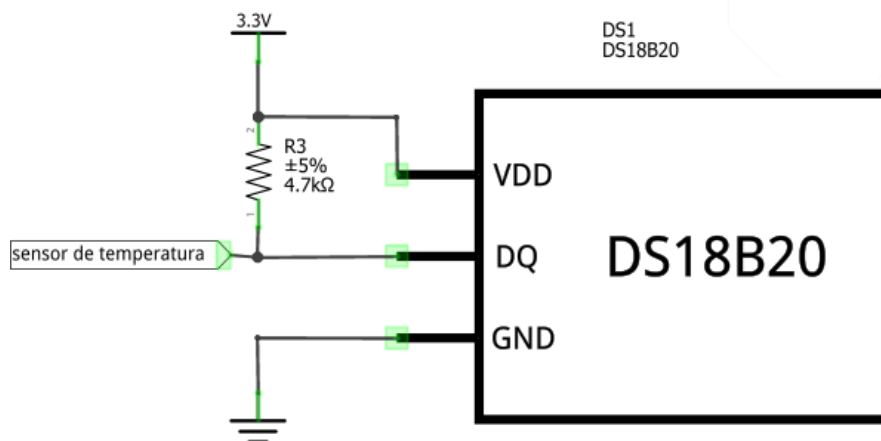 3.3V
DS1
DS18B20
2
R3
±5%
4.7kΩ
1
VDD
sensor de temperatura
DQ
DS18B20
GND